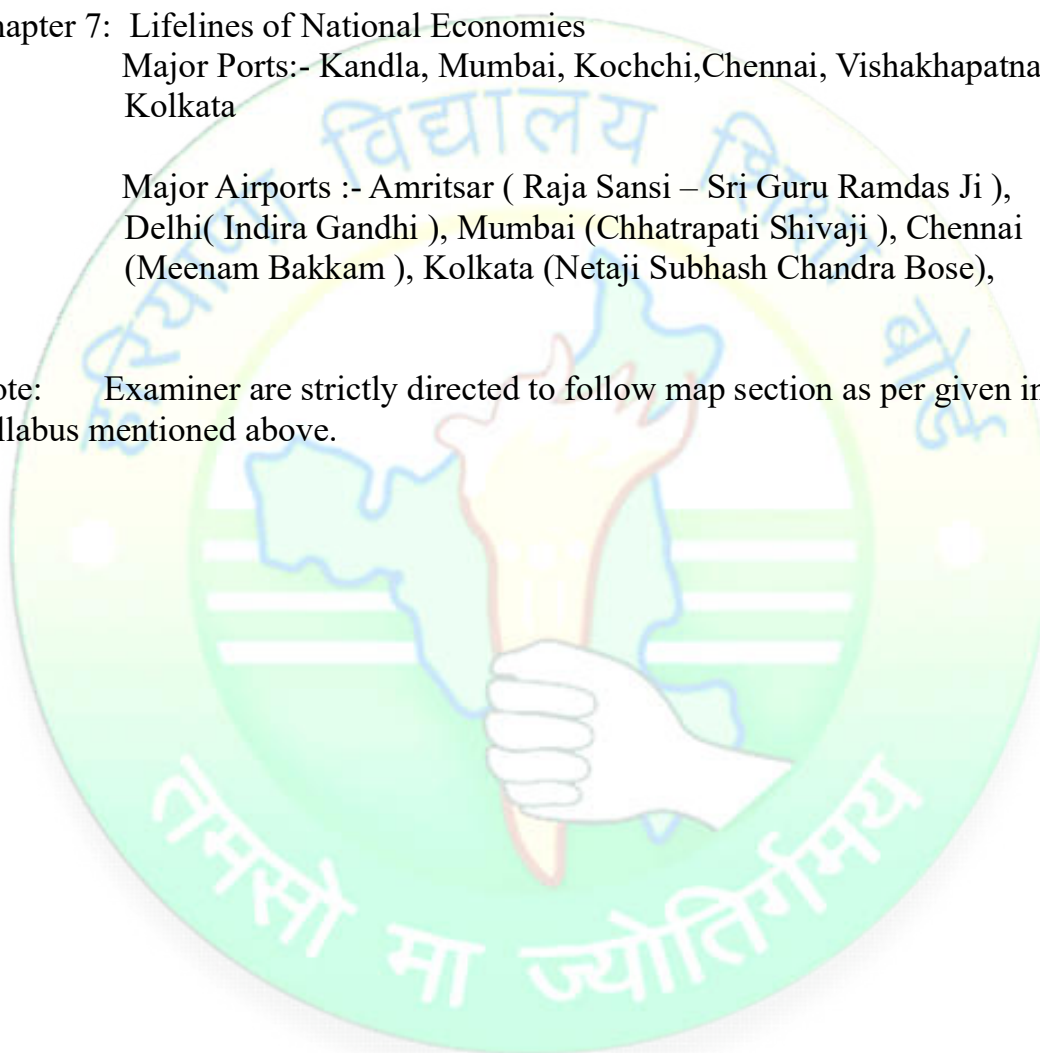 hapter 7: Lifelines of National Economies
Major Ports:- Kandla, Mumbai, Kochchi,Chennai, Vishakhapatna
Kolkata
Major Airports :- Amritsar ( Raja Sansi – Sri Guru Ramdas Ji ),
Delhi( Indira Gandhi ), Mumbai (Chhatrapati Shivaji ), Chennai
(Meenam Bakkam ), Kolkata (Netaji Subhash Chandra Bose),
ote: Examiner are strictly directed to follow map section as per given in
llabus mentioned above.
हरियाणा विद्यालय शिक्षा बोर्ड
तमसो मा ज्योतिर्गमय